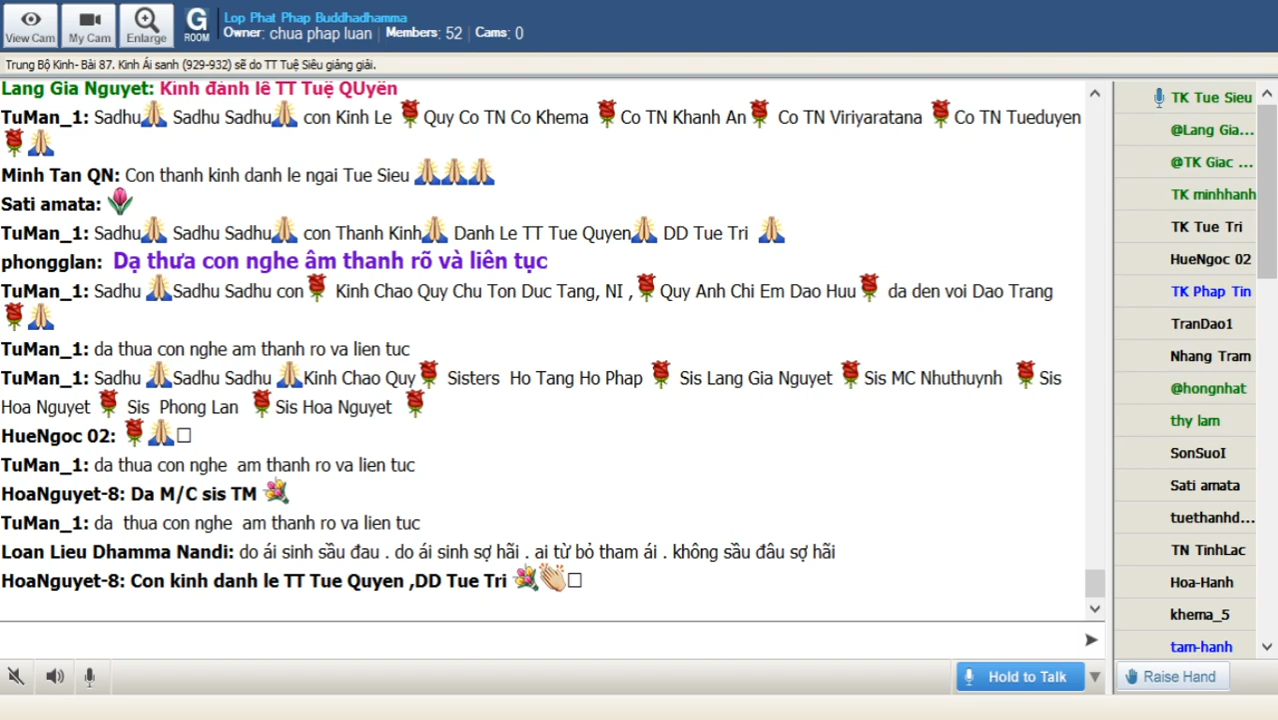 View Cam
My Cam
Enlarge
G
ROOM
Lop Phat Phap Buddhadhamma
Owner: chua phap luan | Members: 52 | Cams: 0
Trung Bộ Kinh- Bài 87. Kinh Ái sanh (929-932) sẽ do TT Tuệ Siêu giảng giải.
Lang Gia Nguyet: Kính đảnh lễ TT Tuệ QUyền
TuMan_1: Sadhu Sadhu Sadhu con Kinh Le Quy Co TN Co Khema Co TN Khanh An Co TN Viriyaratana Co TN Tueduyen
Minh Tan QN: Con thanh kinh danh le ngai Tue Sieu
Sati amata:
TuMan_1: Sadhu Sadhu Sadhu con Thanh Kinh Danh Le TT Tue Quyen DD Tue Tri
phongglan: Dạ thưa con nghe âm thanh rõ và liên tục
TuMan_1: Sadhu Sadhu Sadhu con Kinh Chao Quy Chu Ton Duc Tang, NI , Quy Anh Chi Em Dao Huu da den voi Dao Trang
TuMan_1: da thua con nghe am thanh ro va lien tuc
TuMan_1: Sadhu Sadhu Sadhu Kinh Chao Quy Sisters Ho Tang Ho Phap Sis Lang Gia Nguyet Sis MC Nhuthuynh Sis
Hoa Nguyet Sis Phong Lan Sis Hoa Nguyet
HueNgoc 02:
TuMan_1: da thua con nghe am thanh ro va lien tuc
HoaNguyet-8: Da M/C sis TM
TuMan_1: da thua con nghe am thanh ro va lien tuc
Loan Lieu Dhamma Nandi: do ái sinh sầu đau . do ái sinh sợ hãi . ai từ bỏ tham ái . không sầu đâu sợ hãi
HoaNguyet-8: Con kinh danh le TT Tue Quyen ,DD Tue Tri
Hold to Talk
TK Tue Sieu
@Lang Gia...
@TK Giac ...
TK minhhanh
TK Tue Tri
HueNgoc 02
TK Phap Tin
TranDao1
Nhang Tram
@hongnhat
thy lam
SonSuoI
Sati amata
tuethanhd...
TN TinhLac
Hoa-Hanh
khema_5
tam-hanh
Raise Hand